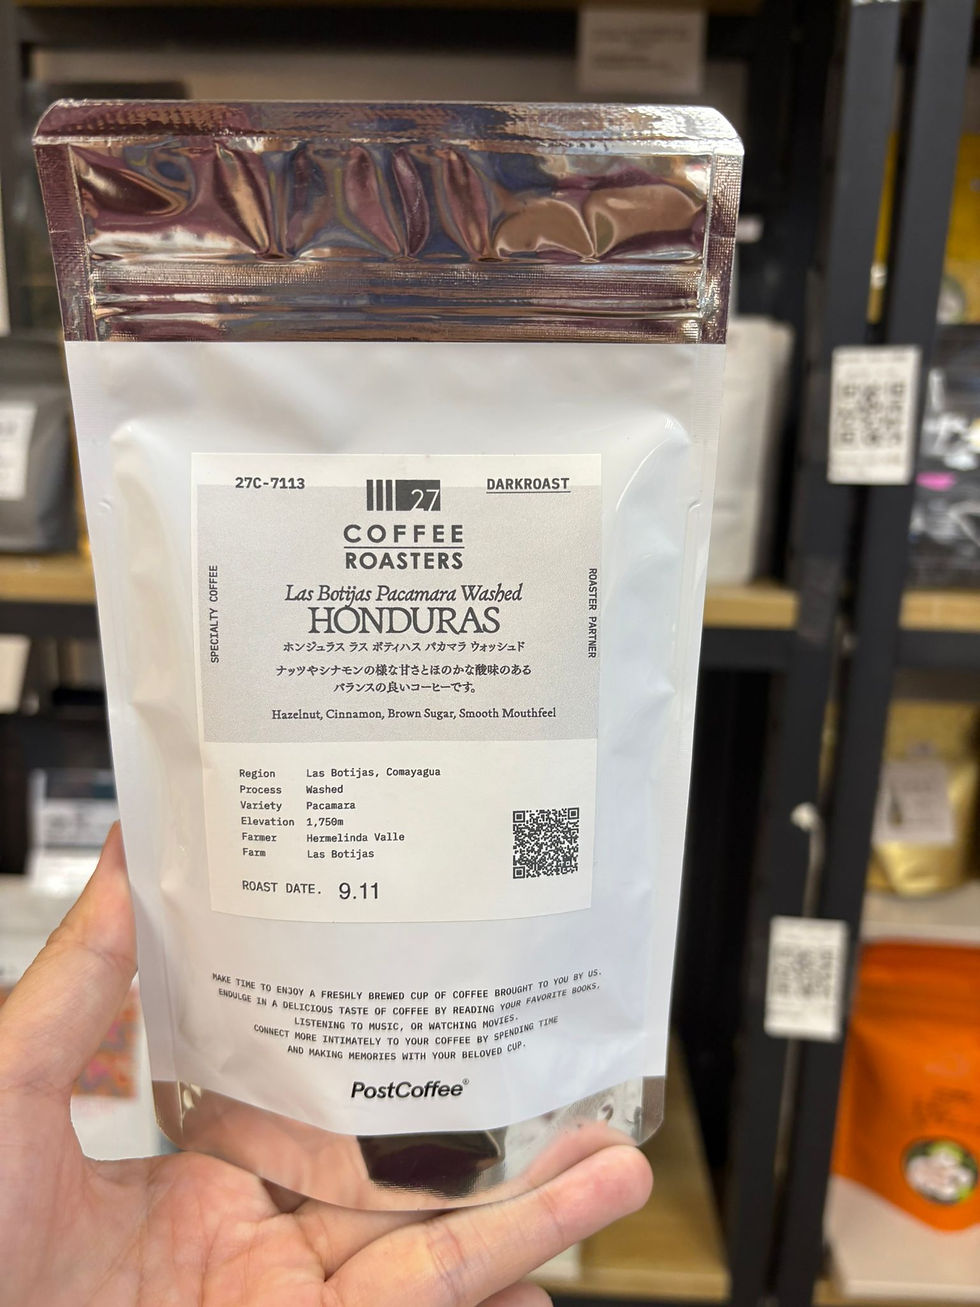 27C-7113
27
DARKROAST
COFFEE
ROASTERS
SPECIALTY COFFEE
ROASTER PARTNER
Las Botijas Pacamara Washed
HONDURAS
ホンジュラス ラス ボティハス パカマラ ウォッシュド
ナッツやシナモンの様な甘さとほのかな酸味のある
バランスの良いコーヒーです。
Hazelnut, Cinnamon, Brown Sugar, Smooth Mouthfeel
Region Las Botijas, Comayagua
Process Washed
Variety Pacamara
Elevation 1,750m
Farmer Hermelinda Valle
Farm Las Botijas
ROAST DATE. 9.11
MAKE TIME TO ENJOY A FRESHLY BREWED CUP OF COFFEE BROUGHT TO YOU BY US.
ENDULGE IN A DELICIOUS TASTE OF COFFEE BY READING YOUR FAVORITE BOOKS,
LISTENING TO MUSIC, OR WATCHING MOVIES.
CONNECT MORE INTIMATELY TO YOUR COFFEE BY SPENDING TIME
AND MAKING MEMORIES WITH YOUR BELOVED CUP.
PostCoffee®